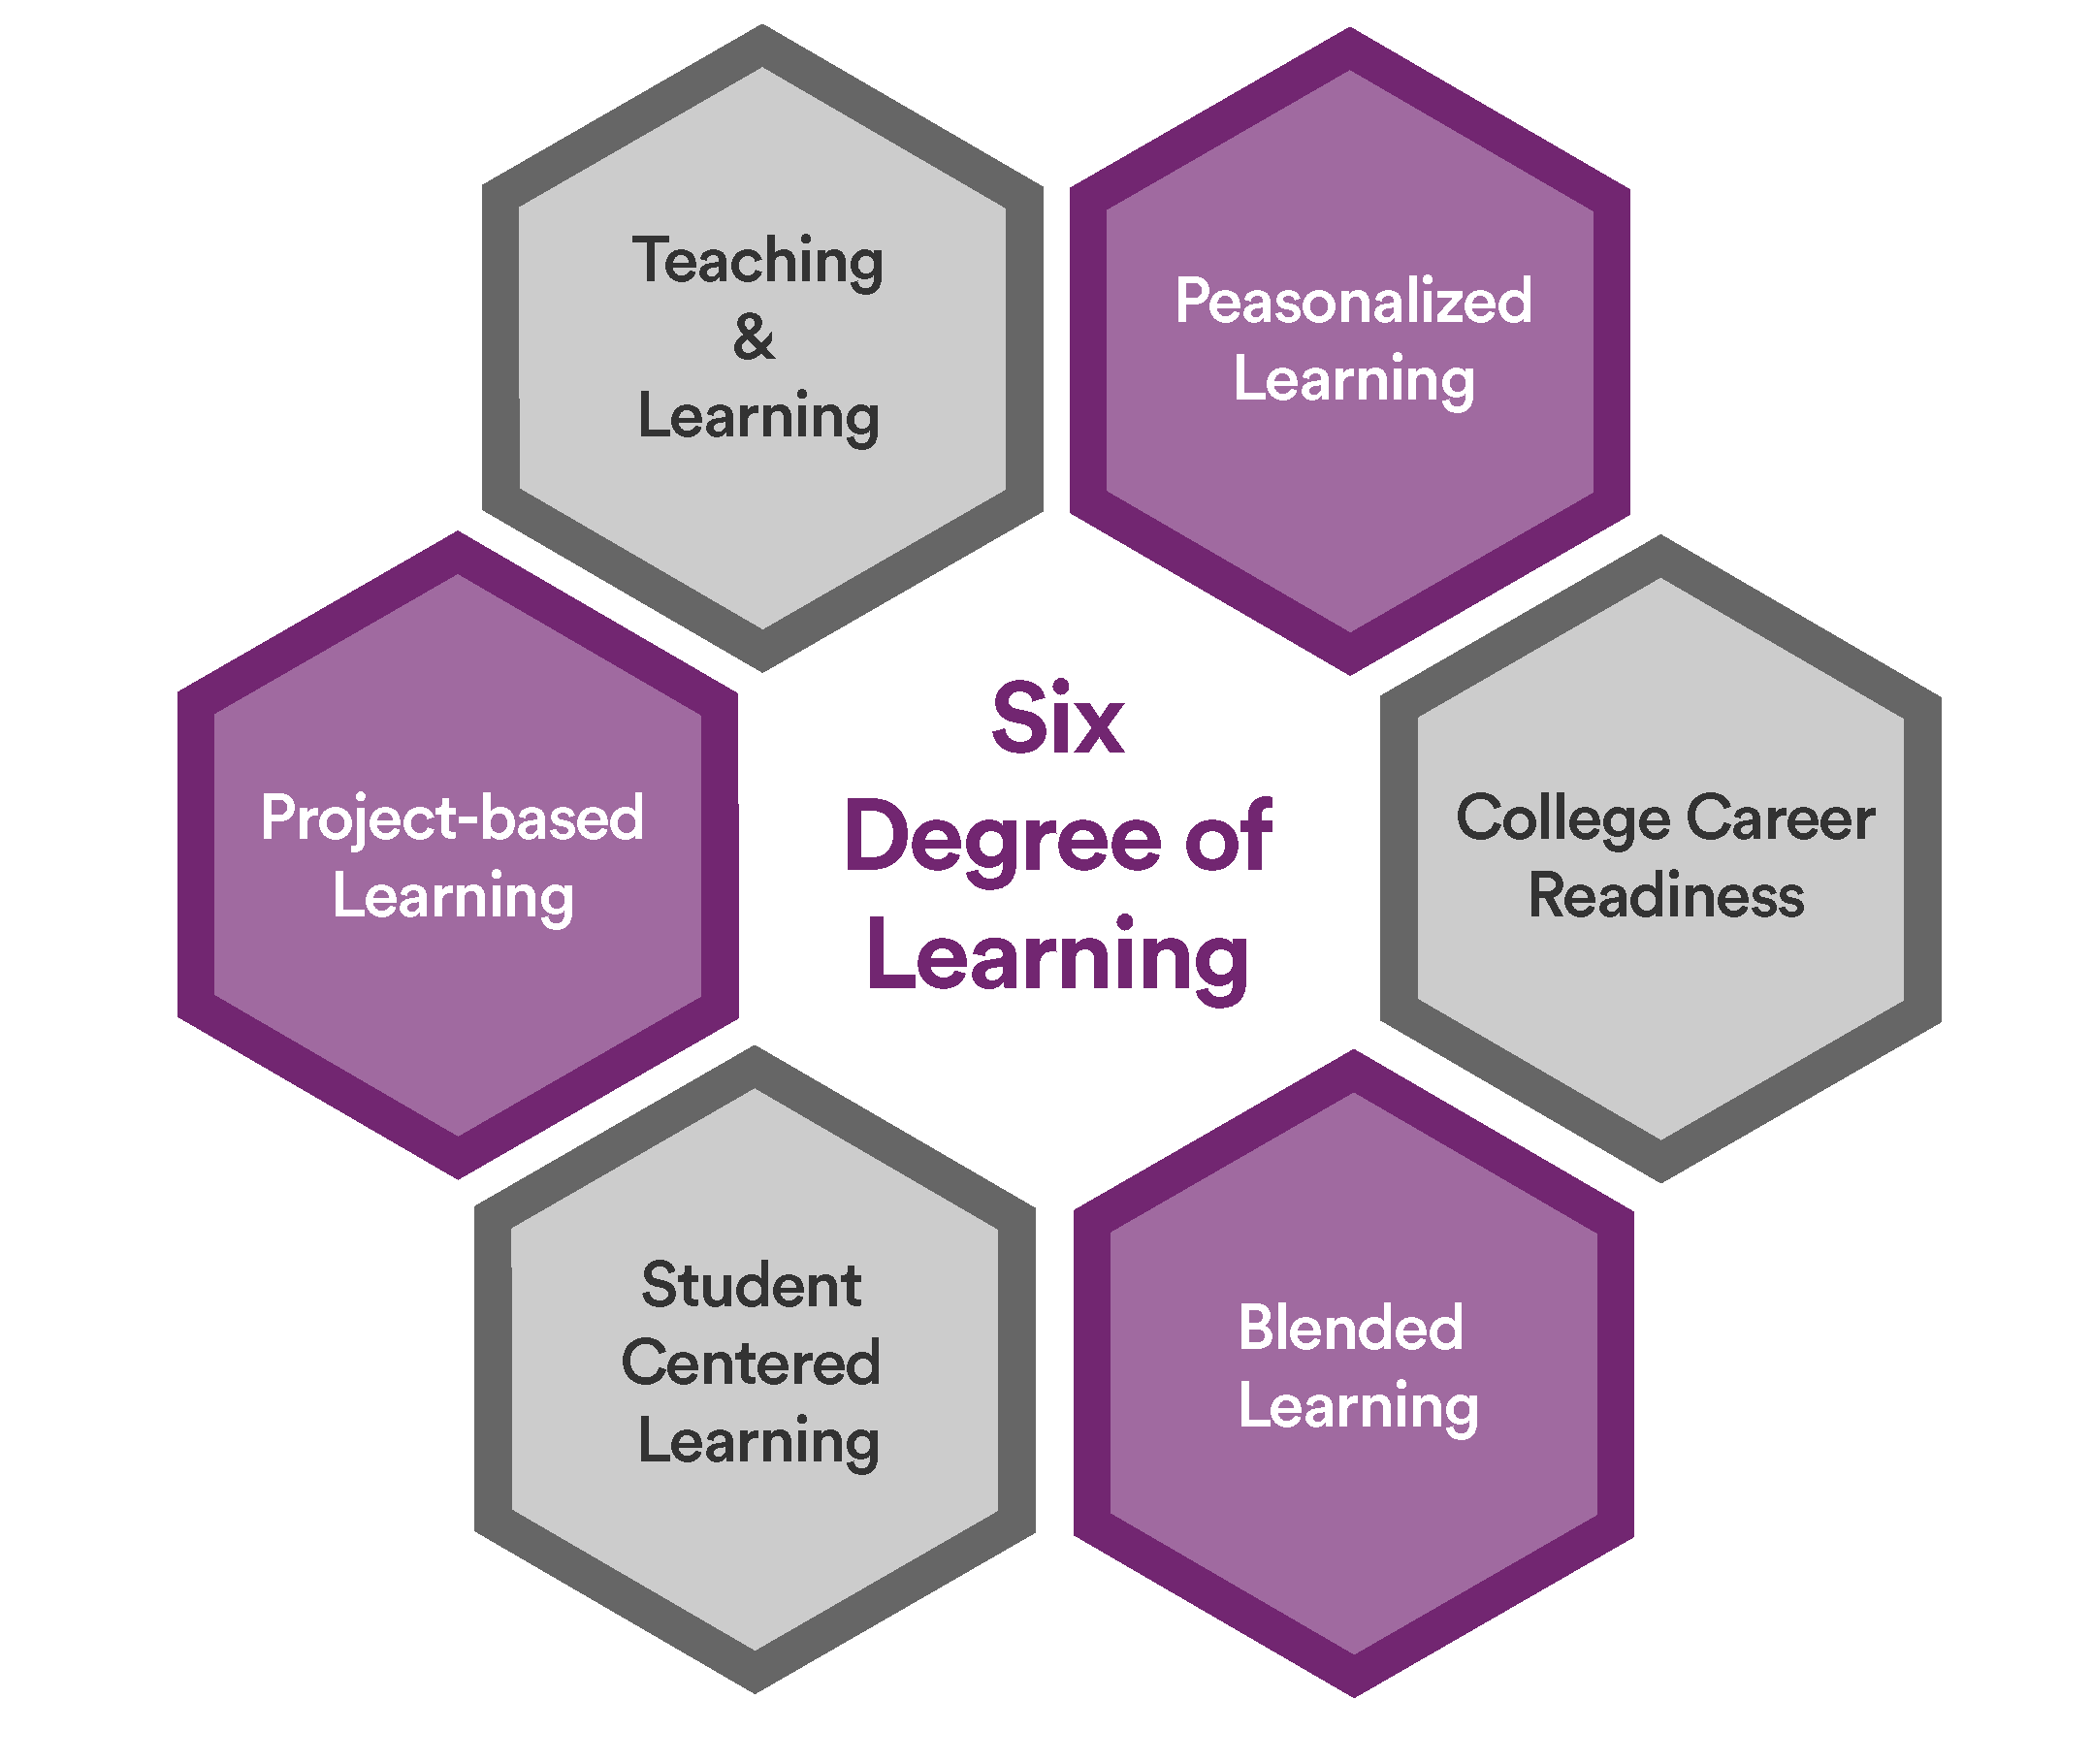 Teaching
&
Learning
Peasonalized
Learning
Project-based
Learning
Six
Degree of
Learning
College Career
Readiness
Student
Centered
Learning
Blended
Learning